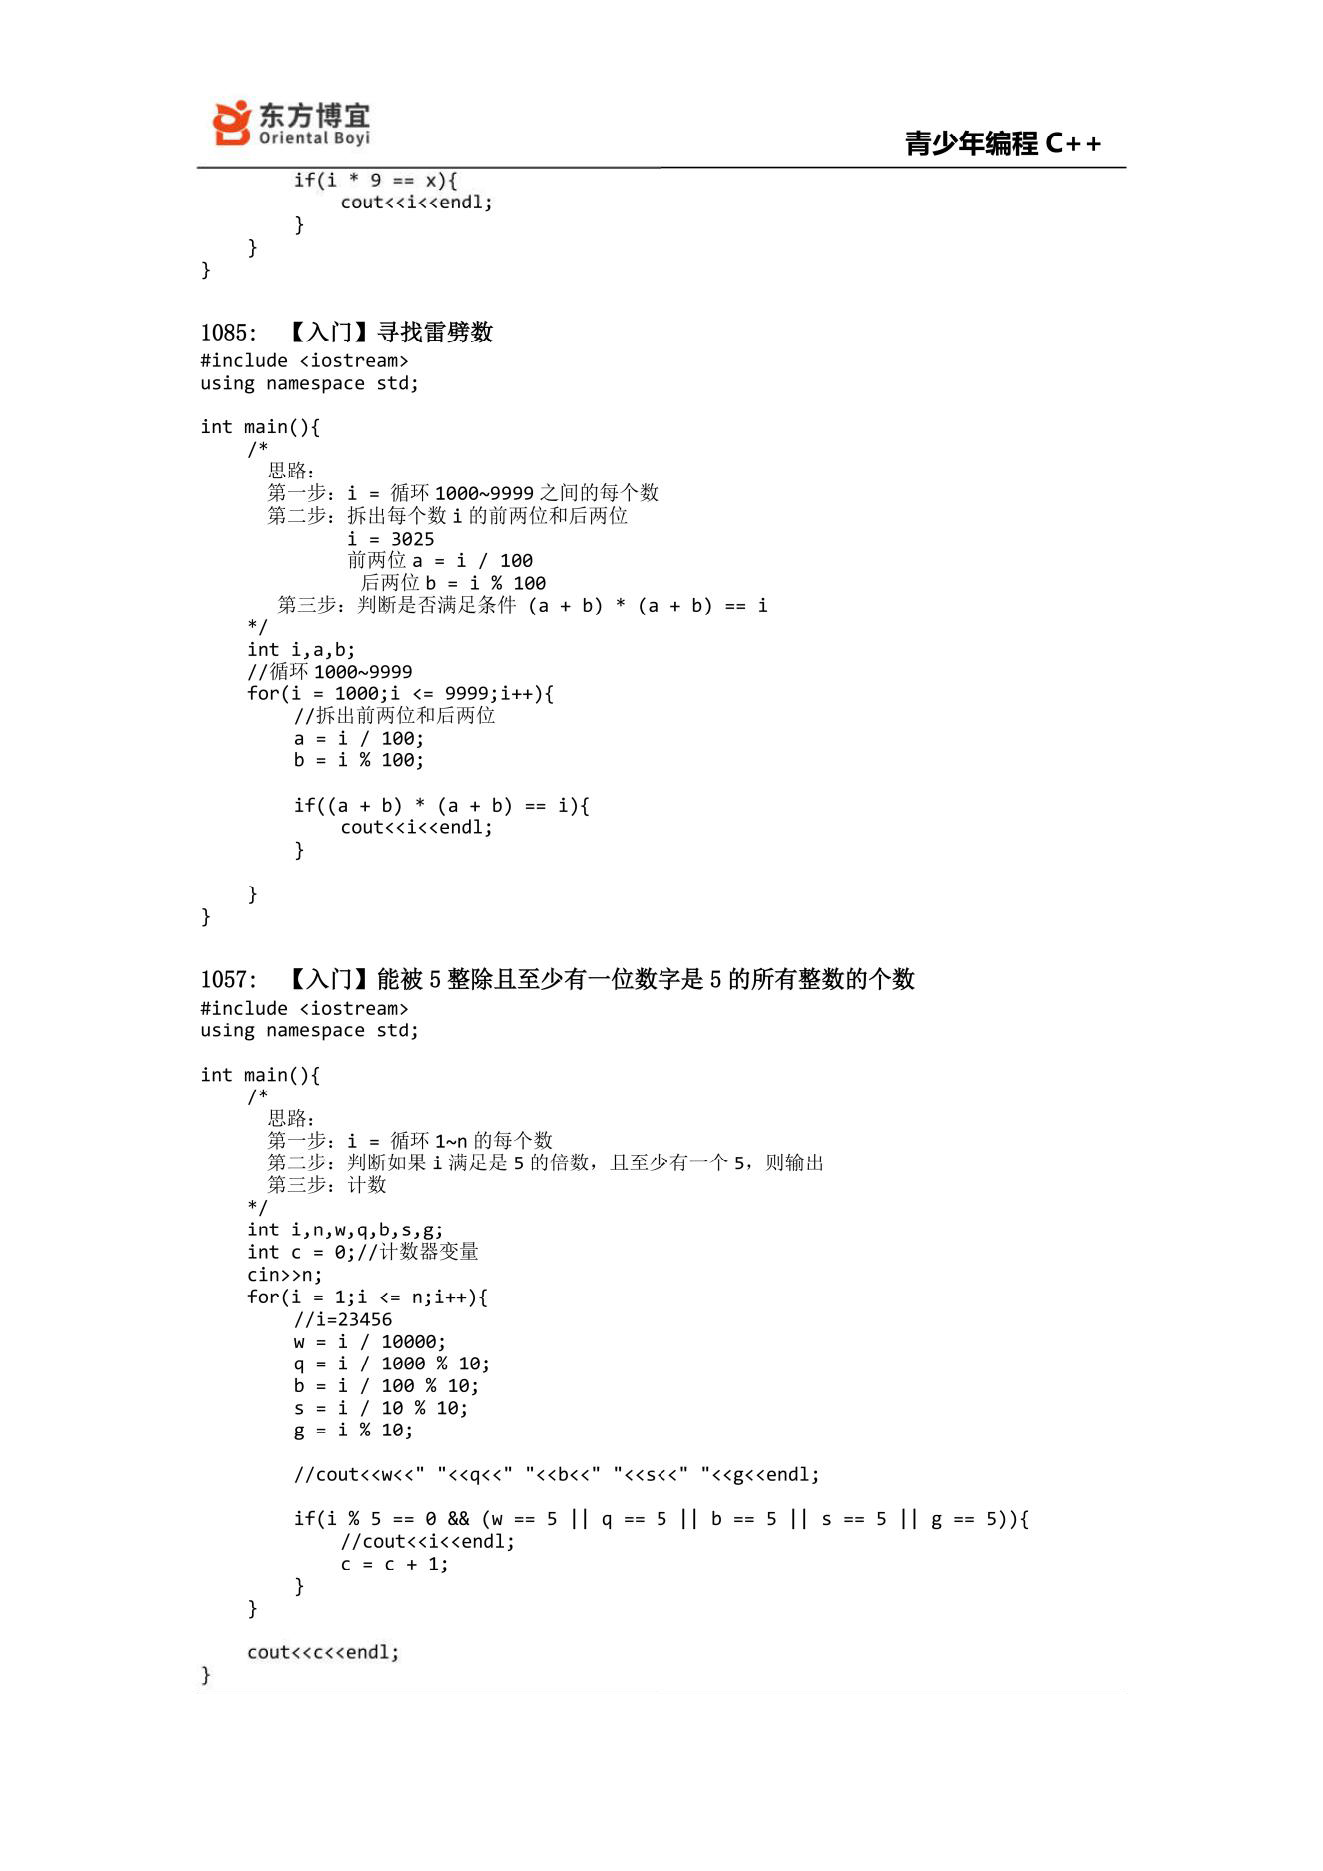 东方博宜
Oriental Boyi
青少年编程 C++
if(i * 9 == x){
cout<<i<<endl;
}
}
}
1085: 【入门】寻找雷劈数
#include <iostream>
using namespace std;
int main(){
/*
思路：
第一步：i = 循环 1000~9999 之间的每个数
第二步：拆出每个数 i 的前两位和后两位
i = 3025
前两位 a = i / 100
后两位 b = i % 100
第三步：判断是否满足条件 (a + b) * (a + b) == i
*/
int i,a,b;
//循环 1000~9999
for(i = 1000;i <= 9999;i++){
//拆出前两位和后两位
a = i / 100;
b = i % 100;
if((a + b) * (a + b) == i){
cout<<i<<endl;
}
}
}
1057: 【入门】能被 5 整除且至少有一位数字是 5 的所有整数的个数
#include <iostream>
using namespace std;
int main(){
/*
思路：
第一步：i = 循环 1~n 的每个数
第二步：判断如果 i 满足是 5 的倍数，且至少有一个 5，则输出
第三步：计数
*/
int i,n,w,q,b,s,g;
int c = 0;//计数器变量
cin>>n;
for(i = 1;i <= n;i++){
//i=23456
w = i / 10000;
q = i / 1000 % 10;
b = i / 100 % 10;
s = i / 10 % 10;
g = i % 10;
//cout<<w<<" "<<q<<" "<<b<<" "<<s<<" "<<g<<endl;
if(i % 5 == 0 && (w == 5 || q == 5 || b == 5 || s == 5 || g == 5)){
//cout<<i<<endl;
c = c + 1;
}
}
cout<<c<<endl;
}